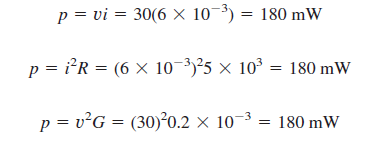 p = vi = 30(6 × 10⁻³) = 180 mW
p = i²R = (6 × 10⁻³)²5 × 10³ = 180 mW
p = v²G = (30)²0.2 × 10⁻³ = 180 mW